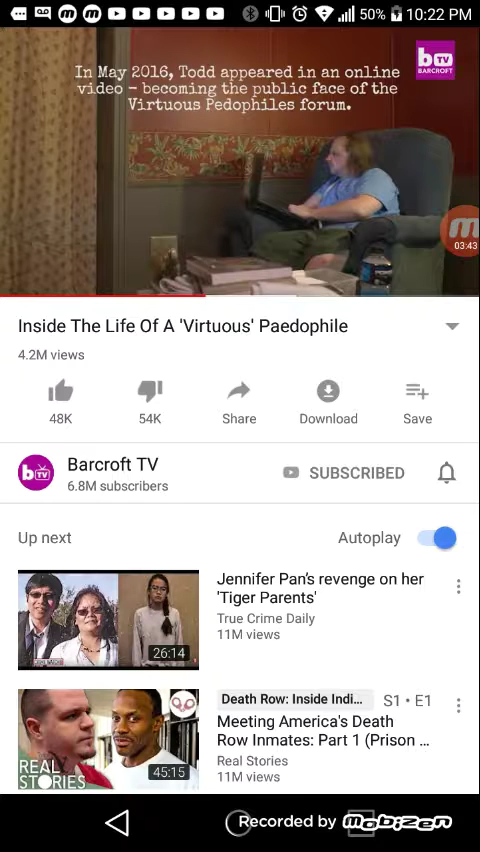 50% 10:22 PM
In May 2016, Todd appeared in an online
video – becoming the public face of the
Virtuous Pedophiles forum.
b TV
BARCROFT
03:43
Inside The Life Of A 'Virtuous' Paedophile
4.2M views
48K 54K Share Download Save
b TV
Barcroft TV
6.8M subscribers
SUBSCRIBED
Up next Autoplay
Jennifer Pan's revenge on her
'Tiger Parents'
True Crime Daily
11M views
26:14
Death Row: Inside Indi... S1 • E1
Meeting America's Death
Row Inmates: Part 1 (Prison ...
Real Stories
11M views
REAL
STORIES
45:15
Recorded by Mobizen